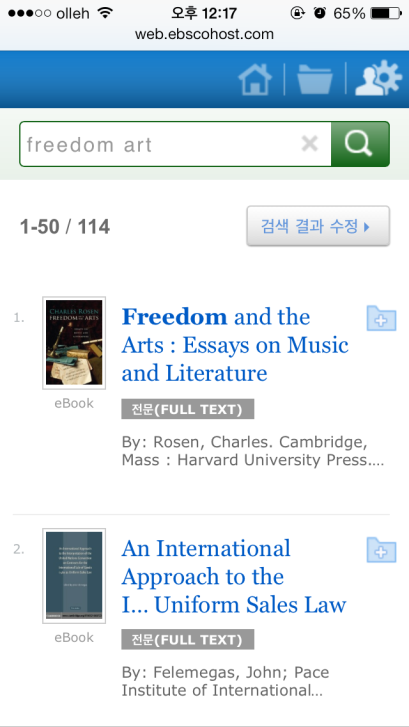 olleh 오후 12:17 65%
web.ebscohost.com
freedom art
1-50 / 114
검색 결과 수정
1.
CHARLES ROSEN
FREEDOM AND THE ARTS
eBook
Freedom and the
Arts : Essays on Music
and Literature
전문(FULL TEXT)
By: Rosen, Charles. Cambridge,
Mass : Harvard University Press....
2.
eBook
An International
Approach to the
I... Uniform Sales Law
전문(FULL TEXT)
By: Felemegas, John; Pace
Institute of International...